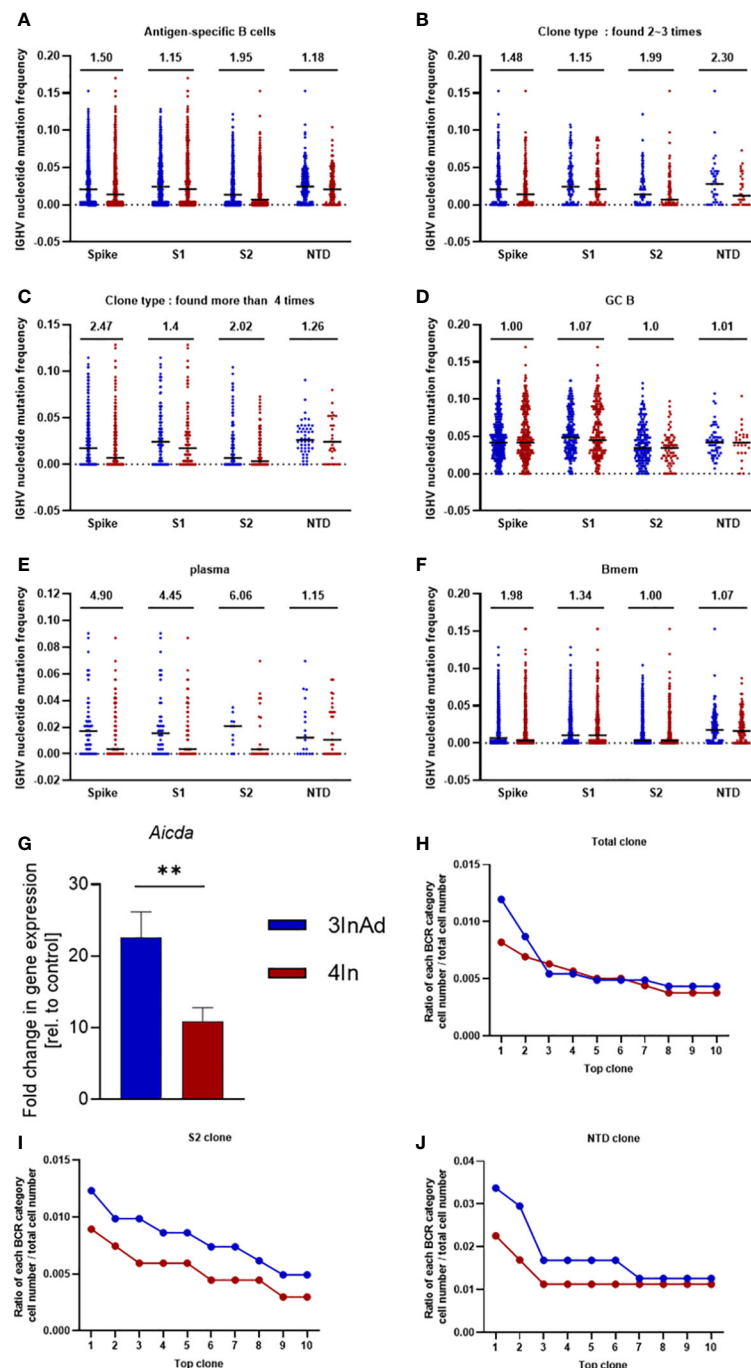 A
Antigen-specific B cells
1.50 1.15 1.95 1.18
IGHV nucleotide mutation frequency
0.20
0.15
0.10
0.05
0.00
-0.05
Spike S1 S2 NTD
B
Clone type : found 2~3 times
1.48 1.15 1.99 2.30
IGHV nucleotide mutation frequency
0.20
0.15
0.10
0.05
0.00
-0.05
Spike S1 S2 NTD
C
Clone type : found more than 4 times
2.47 1.4 2.02 1.26
IGHV nucleotide mutation frequency
0.15
0.10
0.05
0.00
-0.05
Spike S1 S2 NTD
D
GC B
1.00 1.07 1.0 1.01
IGHV nucleotide mutation frequency
0.20
0.15
0.10
0.05
0.00
-0.05
Spike S1 S2 NTD
E
plasma
4.90 4.45 6.06 1.15
IGHV nucleotide mutation frequency
0.12
0.10
0.08
0.06
0.04
0.02
0.00
-0.02
Spike S1 S2 NTD
F
Bmem
1.98 1.34 1.00 1.07
IGHV nucleotide mutation frequency
0.20
0.15
0.10
0.05
0.00
-0.05
Spike S1 S2 NTD
G
Aicda
**
Fold change in gene expression
[rel. to control]
30
20
10
0
3InAd
4In
H
Total clone
Ratio of each BCR category
cell number / total cell number
0.015
0.010
0.005
0.000
1 2 3 4 5 6 7 8 9 10
Top clone
I
S2 clone
Ratio of each BCR category
cell number / total cell number
0.015
0.010
0.005
0.000
1 2 3 4 5 6 7 8 9 10
Top clone
J
NTD clone
Ratio of each BCR category
cell number / total cell number
0.04
0.03
0.02
0.01
0.00
1 2 3 4 5 6 7 8 9 10
Top clone